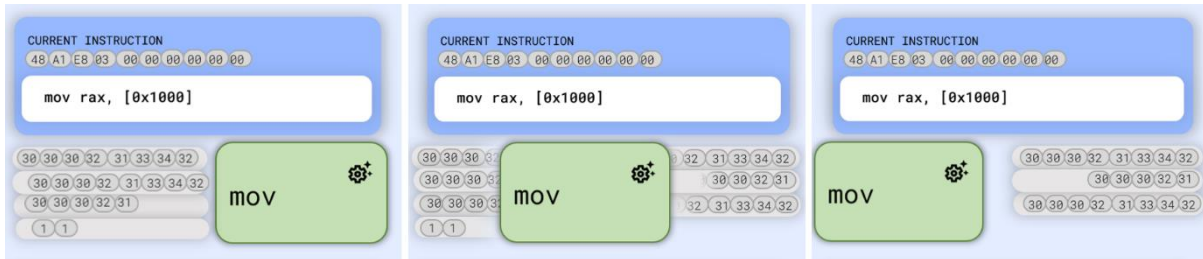 CURRENT INSTRUCTION
48 A1 E8 03 00 00 00 00 00 00
mov rax, [0x1000]
30 30 30 32 31 33 34 32
30 30 30 32 31 33 34 32
30 30 30 32 31
1 1
mov
CURRENT INSTRUCTION
48 A1 E8 03 00 00 00 00 00 00
mov rax, [0x1000]
30 30 30 32
30 30 30 32
30 30 30 3
1 1
mov
32 31 33 34 32
30 30 32 31
32 31 33 34 32
CURRENT INSTRUCTION
48 A1 E8 03 00 00 00 00 00 00
mov rax, [0x1000]
mov
30 30 30 32 31 33 34 32
30 30 30 32 31
30 30 30 32 31 33 34 32